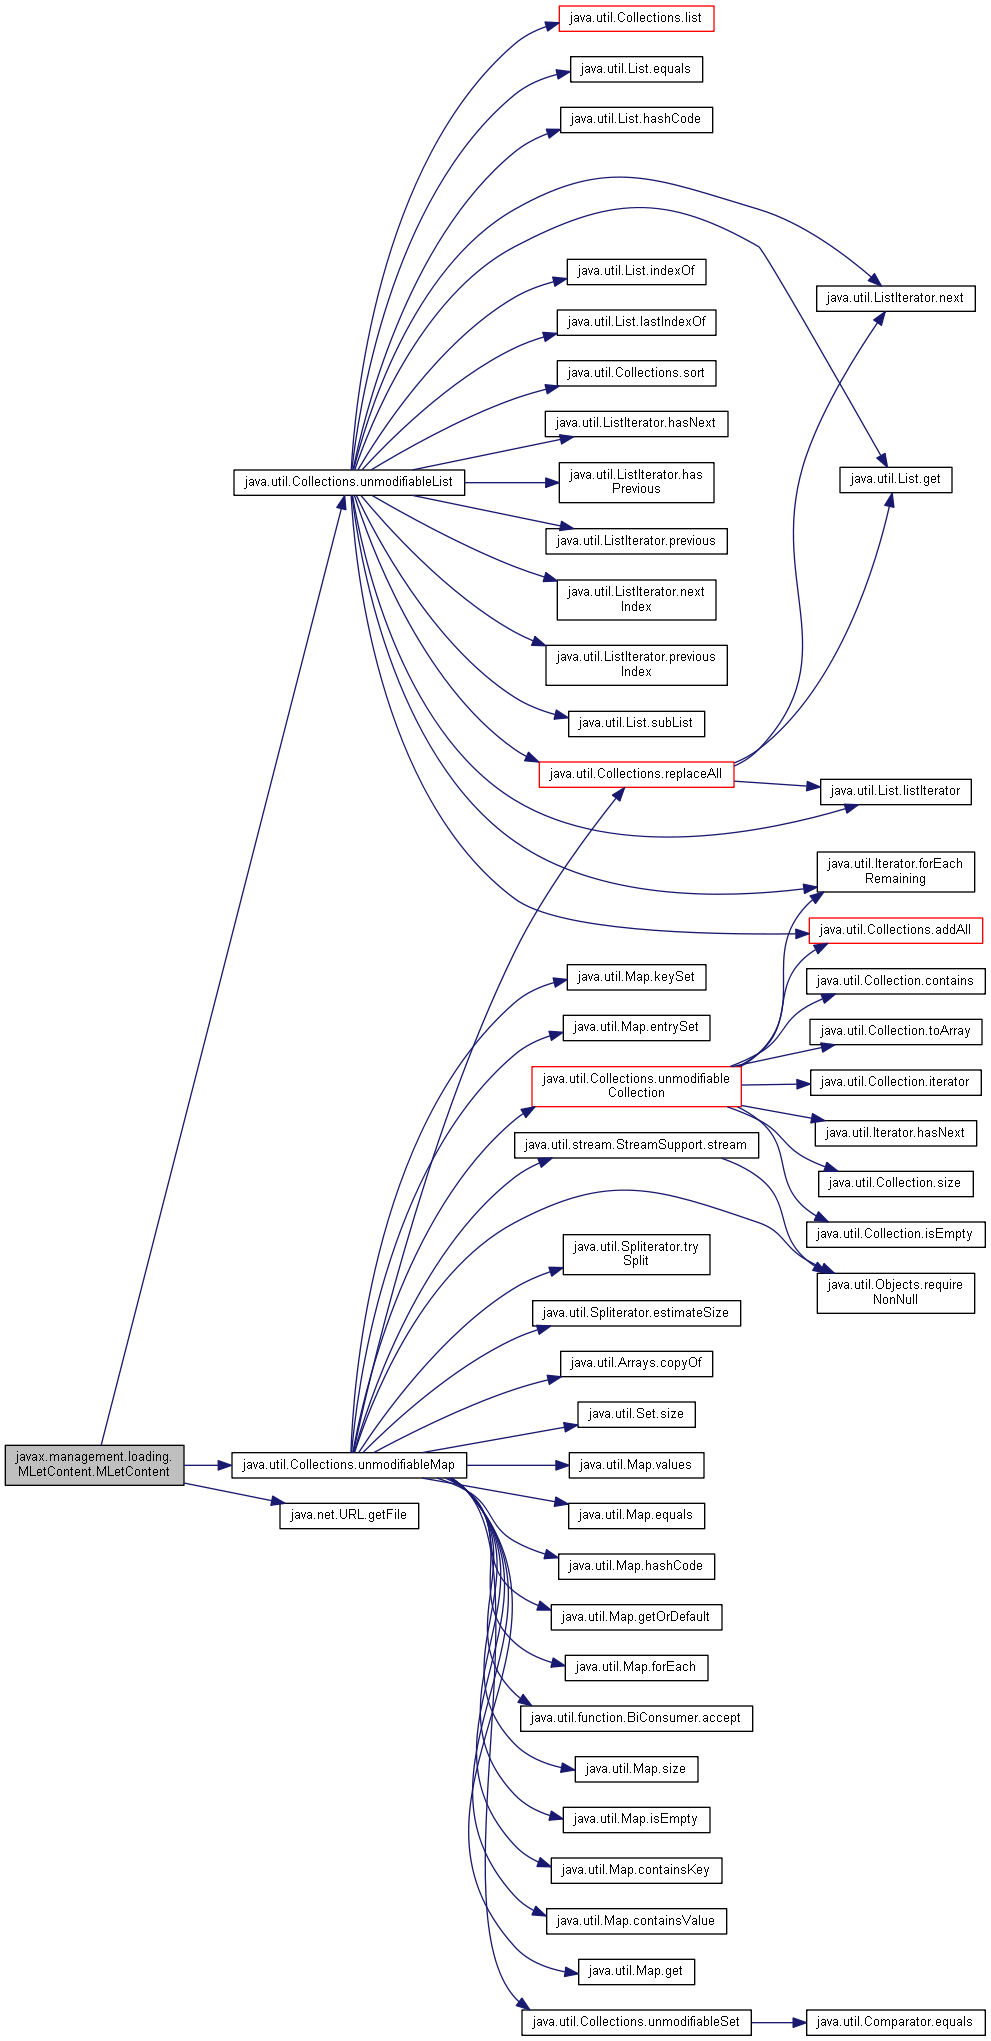 java.util.Collections.list
java.util.List.equals
java.util.List.hashCode
java.util.List.indexOf
java.util.ListIterator.next
java.util.List.lastIndexOf
java.util.Collections.sort
java.util.ListIterator.hasNext
java.util.Collections.unmodifiableList
java.util.ListIterator.has
Previous
java.util.List.get
java.util.ListIterator.previous
java.util.ListIterator.next
Index
java.util.ListIterator.previous
Index
java.util.List.subList
java.util.Collections.replaceAll
java.util.List.listIterator
java.util.Iterator.forEach
Remaining
java.util.Collections.addAll
java.util.Map.keySet
java.util.Collection.contains
java.util.Map.entrySet
java.util.Collection.toArray
java.util.Collections.unmodifiable
Collection
java.util.Collection.iterator
java.util.Iterator.hasNext
java.util.stream.StreamSupport.stream
java.util.Collection.size
java.util.Collection.isEmpty
java.util.Spliterator.try
Split
java.util.Objects.require
NonNull
java.util.Spliterator.estimateSize
java.util.Arrays.copyOf
java.util.Set.size
javax.management.loading.
MLetContent.MLetContent
java.util.Collections.unmodifiableMap
java.util.Map.values
java.net.URL.getFile
java.util.Map.equals
java.util.Map.hashCode
java.util.Map.getOrDefault
java.util.Map.forEach
java.util.function.BiConsumer.accept
java.util.Map.size
java.util.Map.isEmpty
java.util.Map.containsKey
java.util.Map.containsValue
java.util.Map.get
java.util.Collections.unmodifiableSet
java.util.Comparator.equals